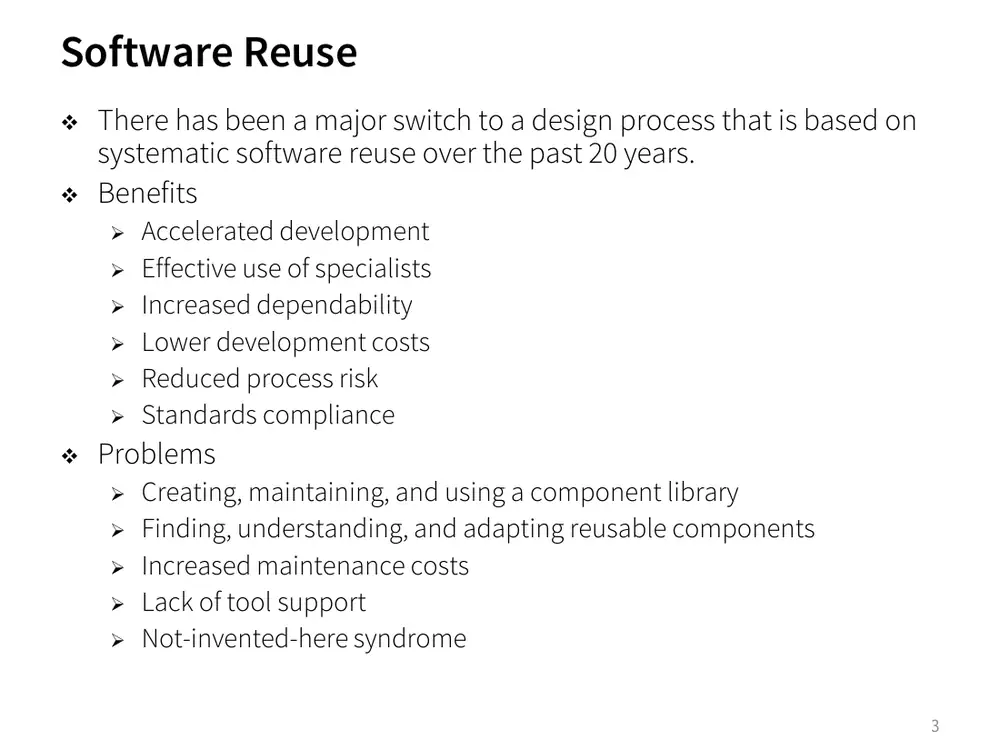 Software Reuse
❖ There has been a major switch to a design process that is based on
systematic software reuse over the past 20 years.
❖ Benefits
➢ Accelerated development
➢ Effective use of specialists
➢ Increased dependability
➢ Lower development costs
➢ Reduced process risk
➢ Standards compliance
❖ Problems
➢ Creating, maintaining, and using a component library
➢ Finding, understanding, and adapting reusable components
➢ Increased maintenance costs
➢ Lack of tool support
➢ Not-invented-here syndrome
3